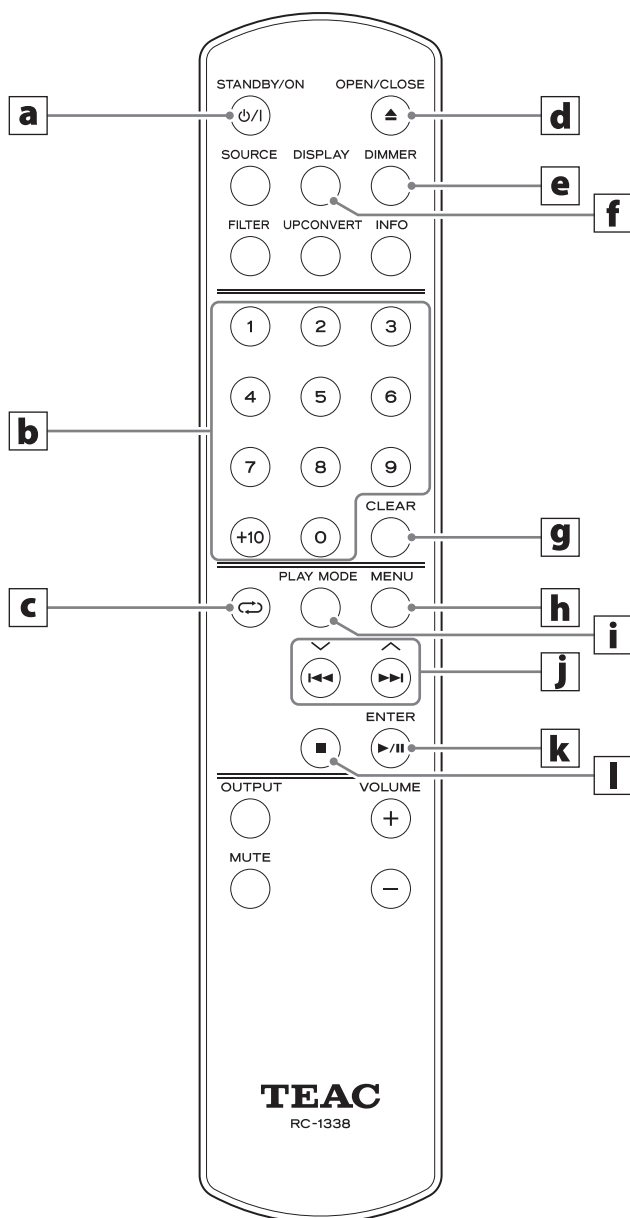 STANDBY/ON OPEN/CLOSE
a d
SOURCE DISPLAY DIMMER
e
f
FILTER UPCONVERT INFO
1 2 3
4 5 6
b
7 8 9
CLEAR
+10 0
g
PLAY MODE MENU
c h
i
j
ENTER
k
l
OUTPUT VOLUME
+
MUTE
−
TEAC
RC-1338